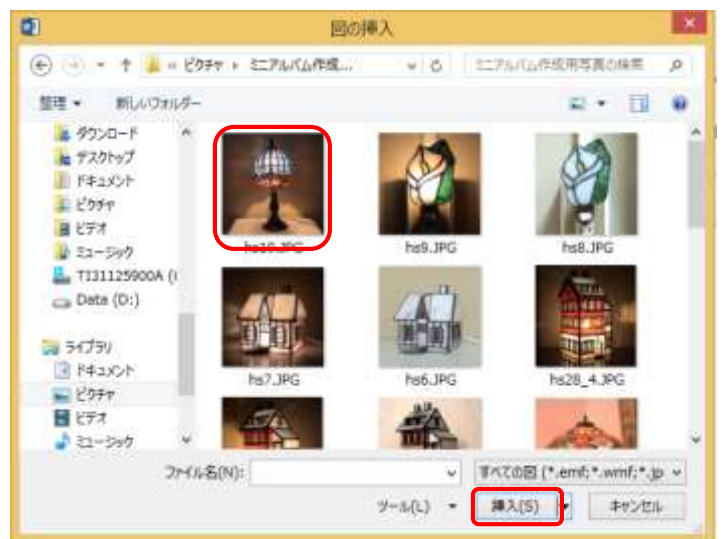 図の挿入
« ピクチャ ミニアルバム作成...
ミニアルバム作成用写真の検索
整理 新しいフォルダー
ダウンロード
デスクトップ
ドキュメント
ピクチャ
ビデオ
ミュージック
TI31125900A (
Data (D:)
ライブラリ
ドキュメント
ピクチャ
ビデオ
ミュージック
hs10.JPG hs9.JPG hs8.JPG
hs7.JPG hs6.JPG hs28_4.JPG
ファイル名(N): すべての図 (*.emf;*.wmf;*.jp
ツール(L) 挿入(S) キャンセル